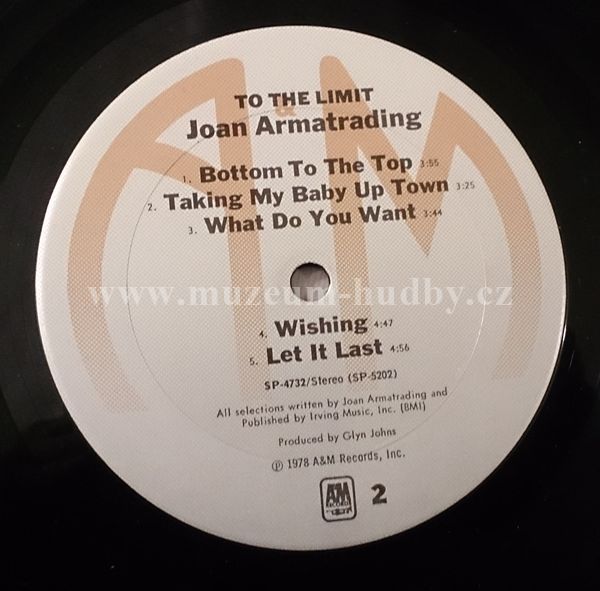 TO THE LIMIT
Joan Armatrading
1. Bottom To The Top 3:55
2. Taking My Baby Up Town 3:25
3. What Do You Want 3:44
www.muzeum-hudby.cz
4. Wishing 4:47
5. Let It Last 4:56
SP-4732/Stereo (SP-5202)
All selections written by Joan Armatrading and
Published by Irving Music, Inc. (BMI)
Produced by Glyn Johns
℗ 1978 A&M Records, Inc.
A&M
RECORDS
2
A&M